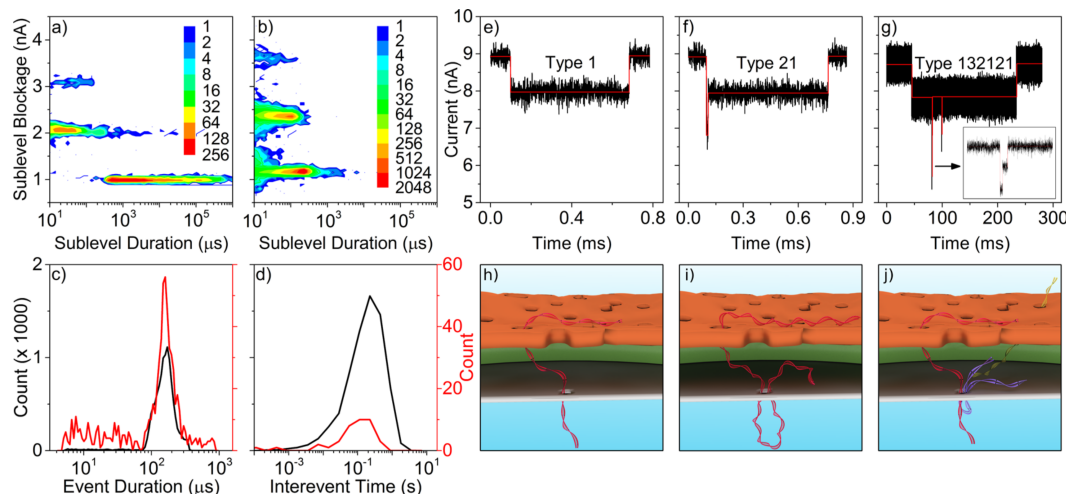 a)
Sublevel Blockage (nA)
4
3
2
1
1
2
4
8
16
32
64
128
256
10¹ 10³ 10⁵
Sublevel Duration (μs)
b)
1
2
4
8
16
32
64
128
256
512
1024
2048
10¹ 10³ 10⁵
Sublevel Duration (μs)
e)
Current (nA)
10
9
8
7
6
5
Type 1
0.0 0.4 0.8
Time (ms)
f)
Type 21
0.0 0.3 0.6 0.9
Time (ms)
g)
Type 132121
0 100 200 300
Time (ms)
c)
Count (x 1000)
2
1
0
10¹ 10² 10³
Event Duration (μs)
d)
60
40
20
0
Count
10⁻³ 10⁻¹ 10¹
Interevent Time (s)
h)
i)
j)